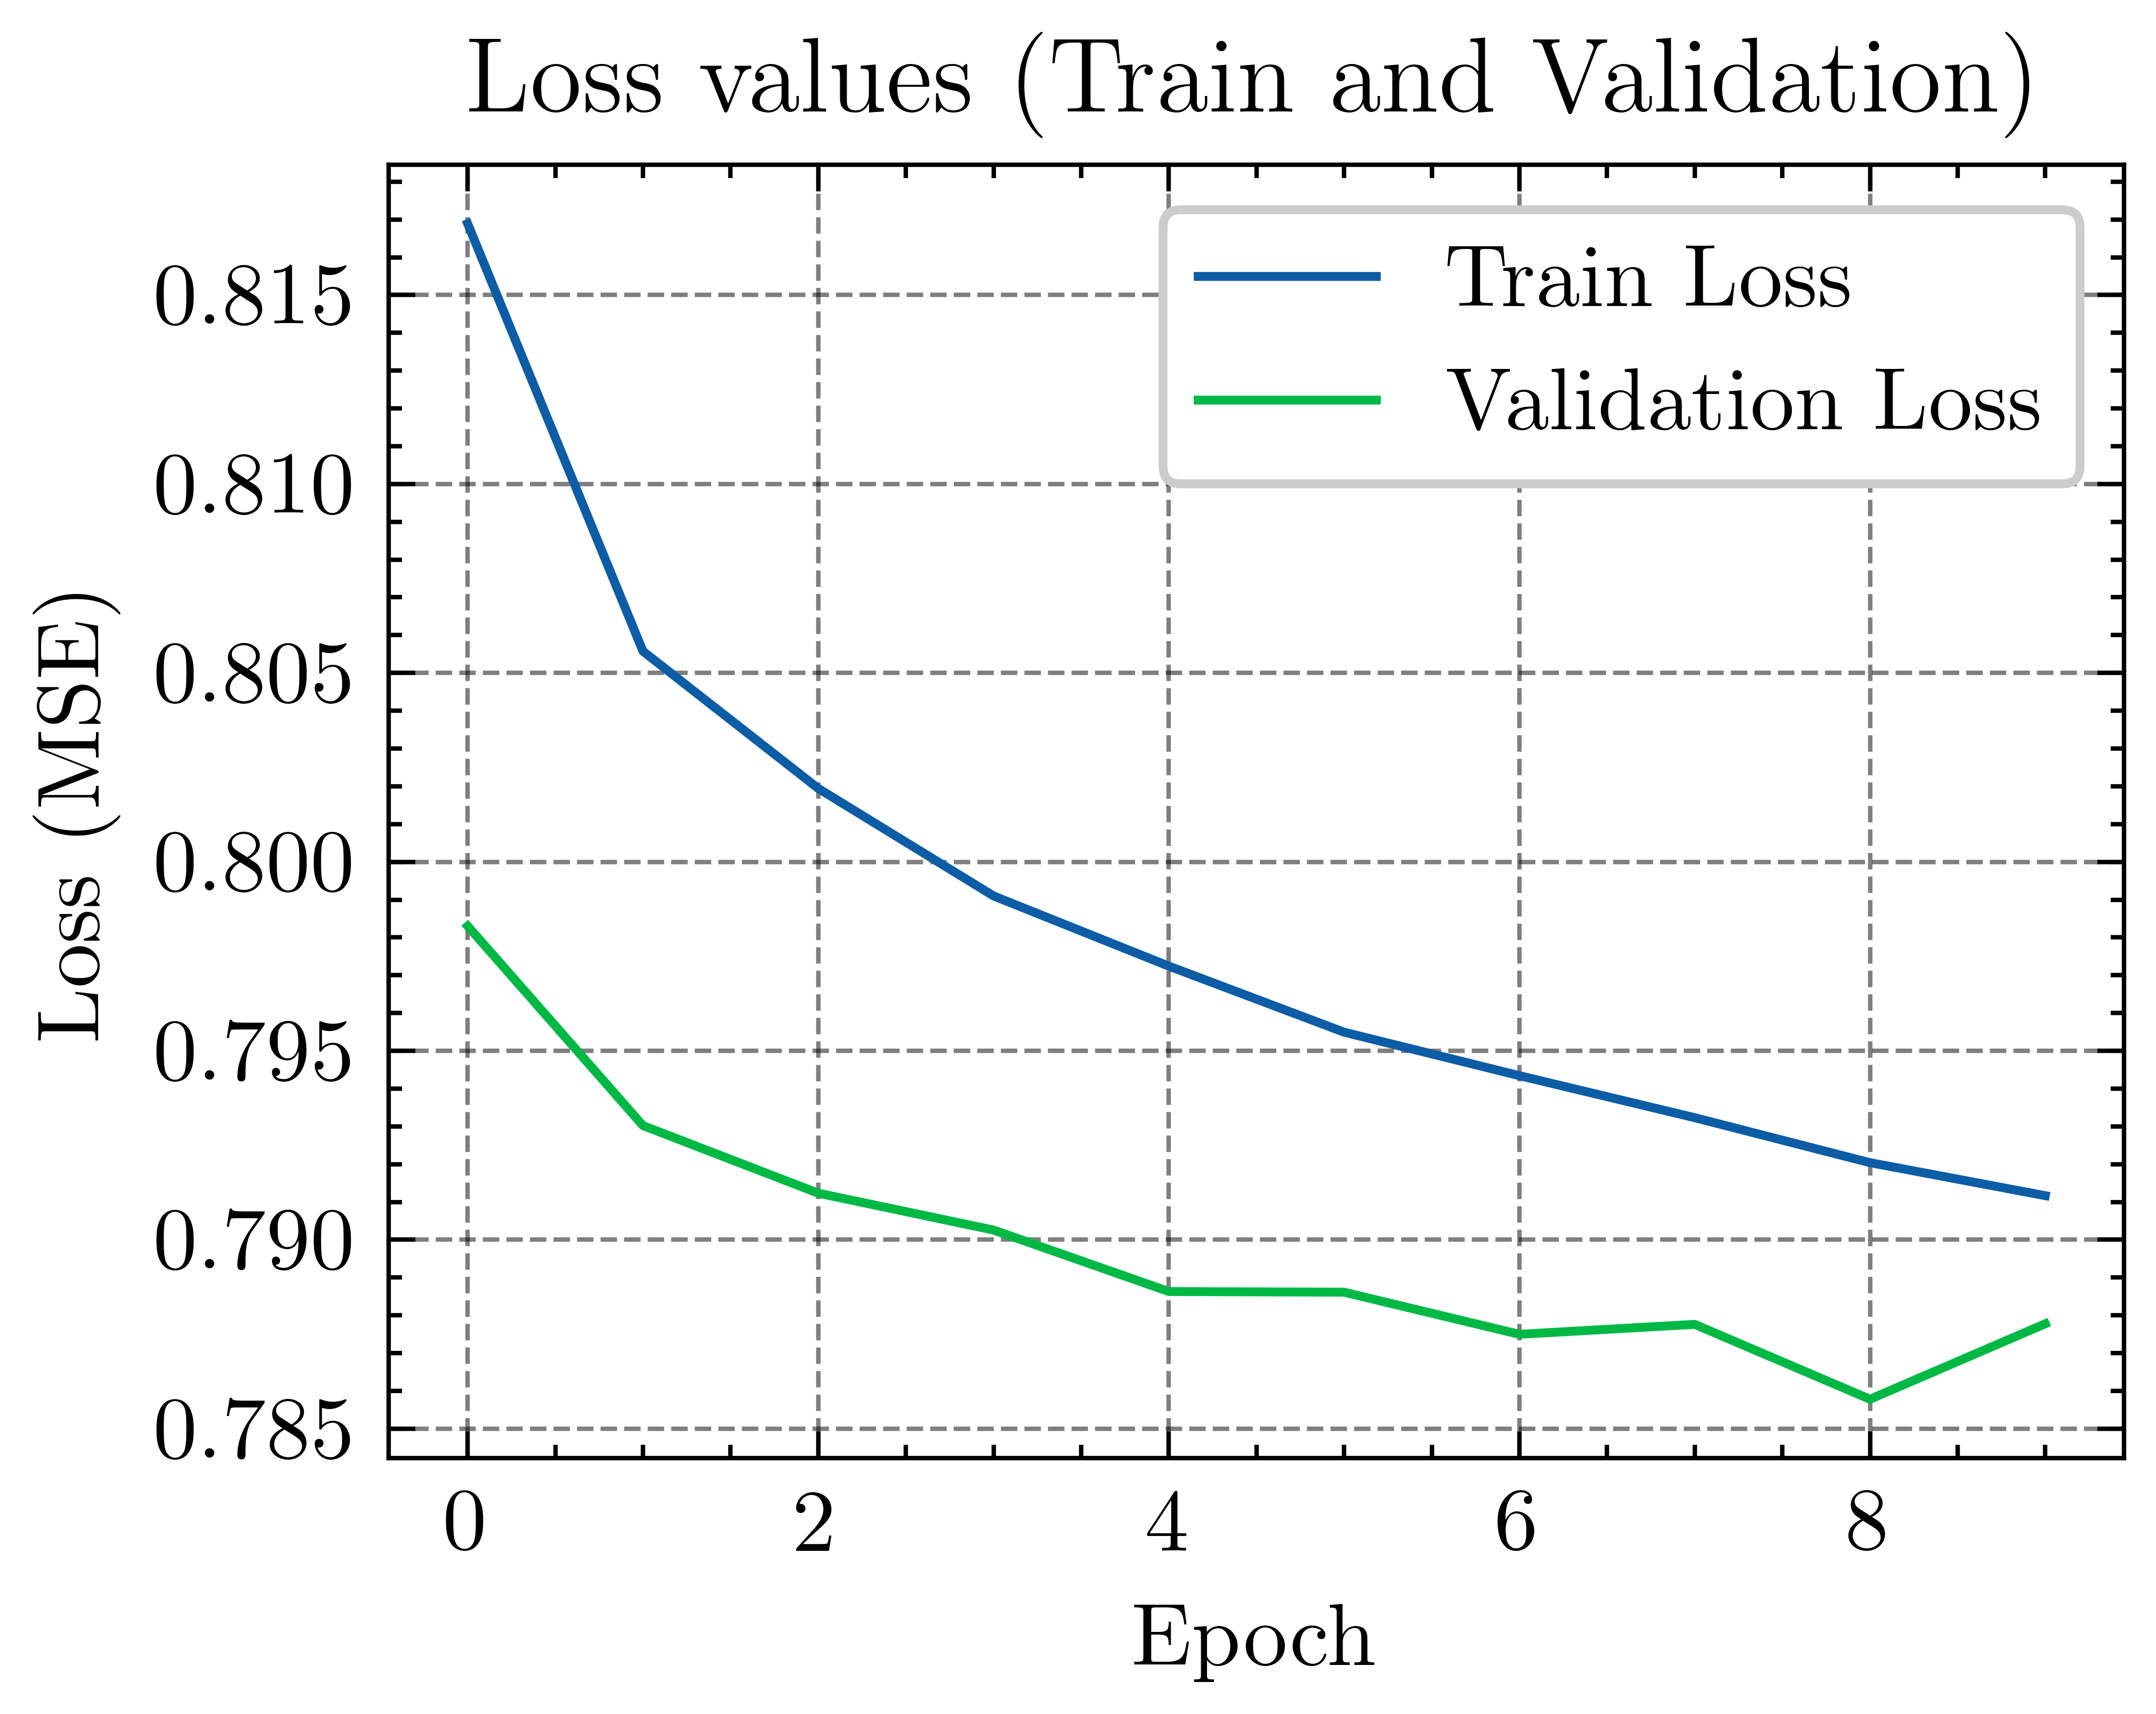 Loss values (Train and Validation)
Train Loss
Validation Loss
0.815
0.810
0.805
0.800
0.795
0.790
0.785
Loss (MSE)
0 2 4 6 8
Epoch